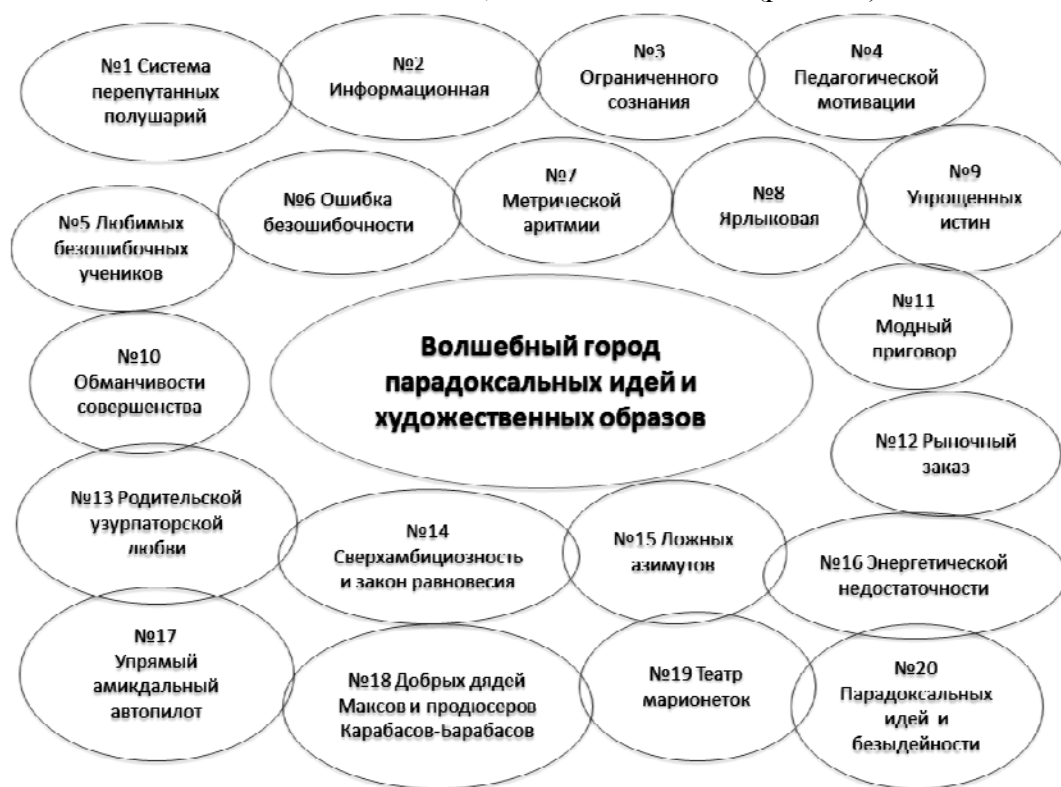 №1 Система
перепутанных
полушарий
№2
Информационная
№3
Ограниченного
сознания
№4
Педагогической
мотивации
№5 Любимых
безошибочных
учеников
№6 Ошибка
безошибочности
№7
Метрической
аритмии
№8
Ярлыковая
№9
Упрощенных
истин
№10
Обманчивости
совершенства
Волшебный город
парадоксальных идей и
художественных образов
№11
Модный
приговор
№12 Рыночный
заказ
№13 Родительской
узурпаторской
любви
№14
Сверхамбициозность
и закон равновесия
№15 Ложных
азимутов
№16 Энергетической
недостаточности
№17
Упрямый
амикдальный
автопилот
№18 Добрых дядей
Максов и продюсеров
Карабасов-Барабасов
№19 Театр
марионеток
№20
Парадоксальных
идей и
безыдейности